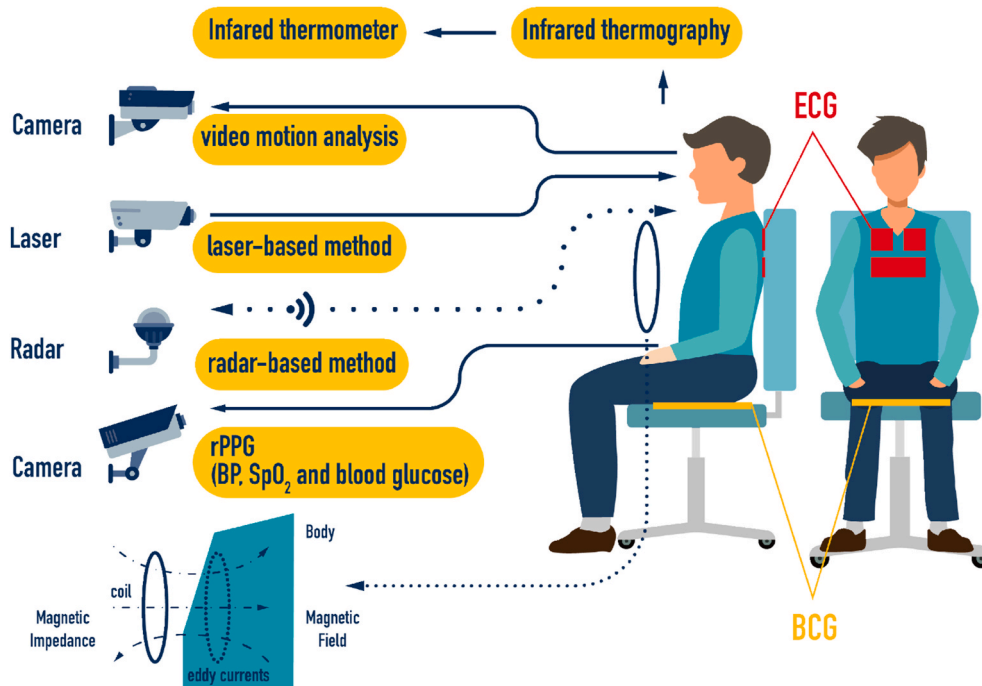 Infared thermometer
Infrared thermography
ECG
Camera
video motion analysis
Laser
laser-based method
Radar
radar-based method
Camera
rPPG
(BP, SpO₂ and blood glucose)
Body
coil
Magnetic
Impedance
Magnetic
Field
eddy currents
BCG